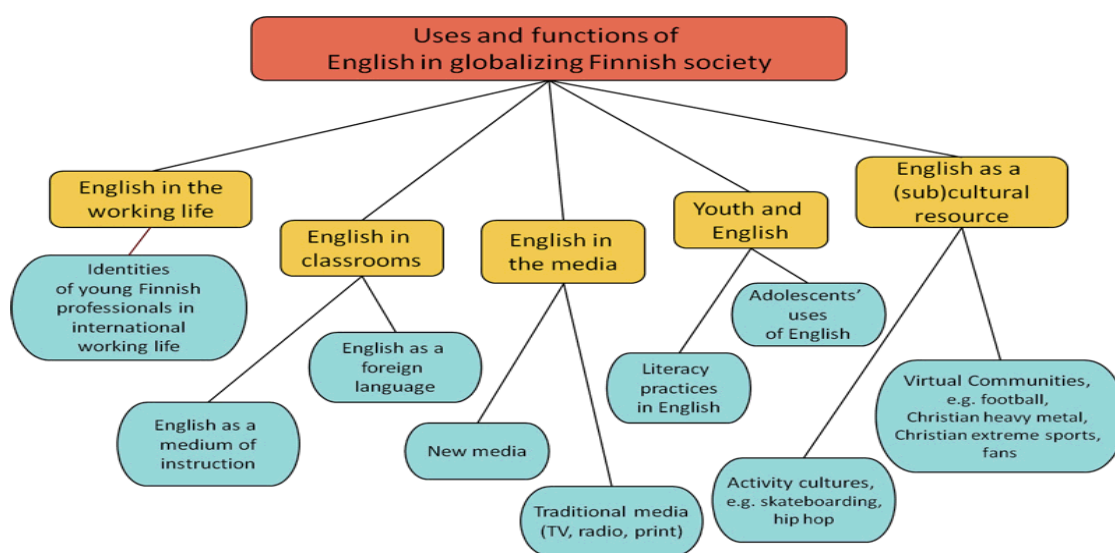 Uses and functions of
English in globalizing Finnish society
English in the
working life
English in
classrooms
English in
the media
Youth and
English
English as a
(sub)cultural
resource
Identities
of young Finnish
professionals in
international
working life
English as a
medium of
instruction
English as a
foreign
language
New media
Traditional media
(TV, radio, print)
Literacy
practices
in English
Adolescents'
uses
of English
Activity cultures,
e.g. skateboarding,
hip hop
Virtual Communities,
e.g. football,
Christian heavy metal,
Christian extreme sports,
fans